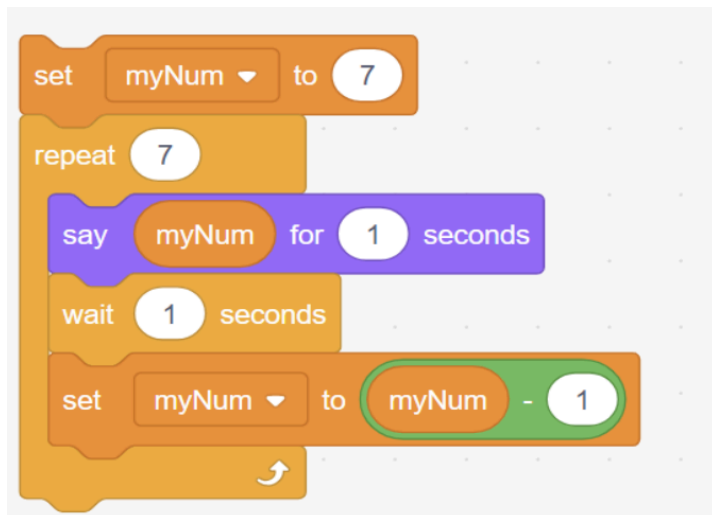 set myNum to 7
repeat 7
say myNum for 1 seconds
wait 1 seconds
set myNum to myNum - 1